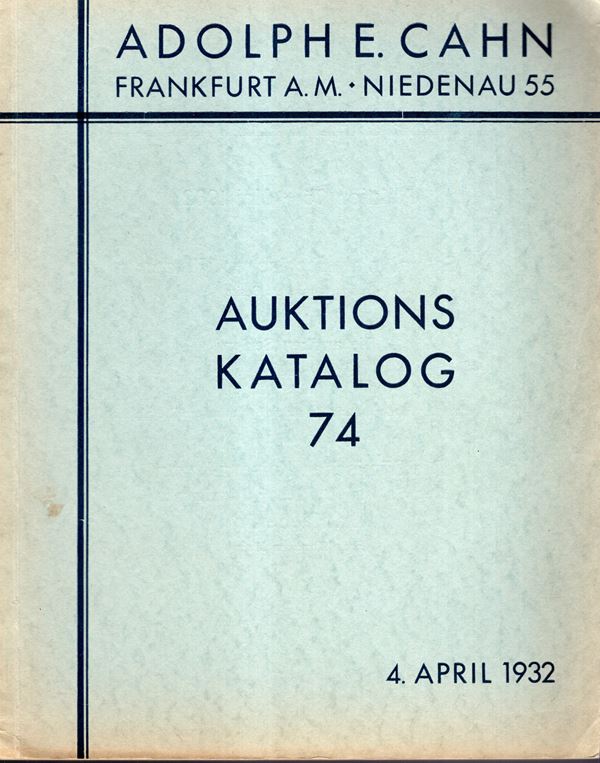 ADOLPH E. CAHN
FRANKFURT A. M. • NIEDENAU 55
AUKTIONS
KATALOG
74
4. APRIL 1932